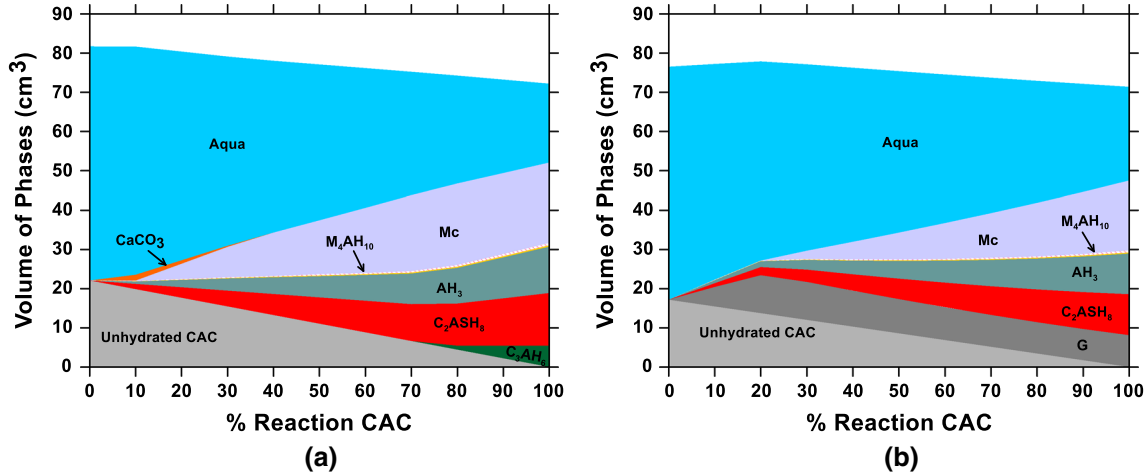 Volume of Phases (cm³)
90
80
70
60
50
40
30
20
10
0
Aqua
CaCO₃
M₄AH₁₀
Mc
AH₃
C₂ASH₈
Unhydrated CAC
C₃AH₆
0 10 20 30 40 50 60 70 80 90 100
% Reaction CAC
(a)
Volume of Phases (cm³)
90
80
70
60
50
40
30
20
10
0
Aqua
M₄AH₁₀
Mc
AH₃
C₂ASH₈
Unhydrated CAC
G
0 10 20 30 40 50 60 70 80 90 100
% Reaction CAC
(b)